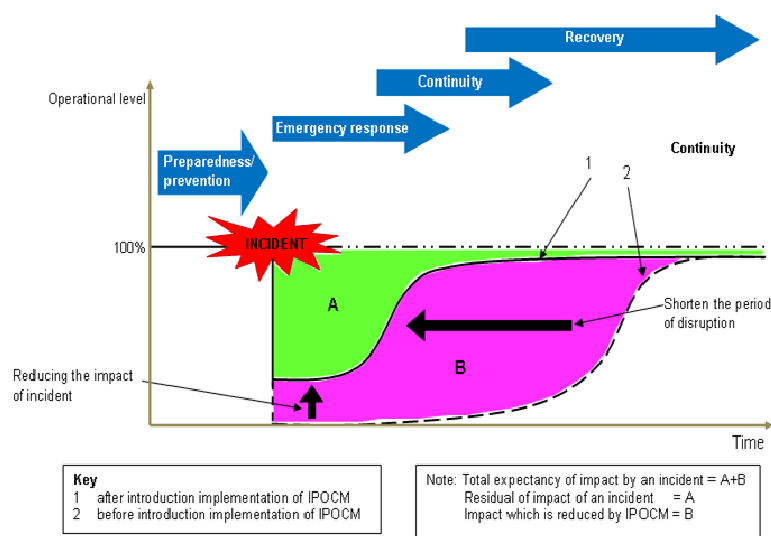 Recovery
Continuity
Operational level
Emergency response
Preparedness/
prevention
Continuity
1
2
100%
INCIDENT
A
Shorten the period
of disruption
B
Reducing the impact
of incident
Time
Key
1 after introduction implementation of IPOCM
2 before introduction implementation of IPOCM
Note: Total expectancy of impact by an incident = A+B
Residual of impact of an incident = A
Impact which is reduced by IPOCM = B